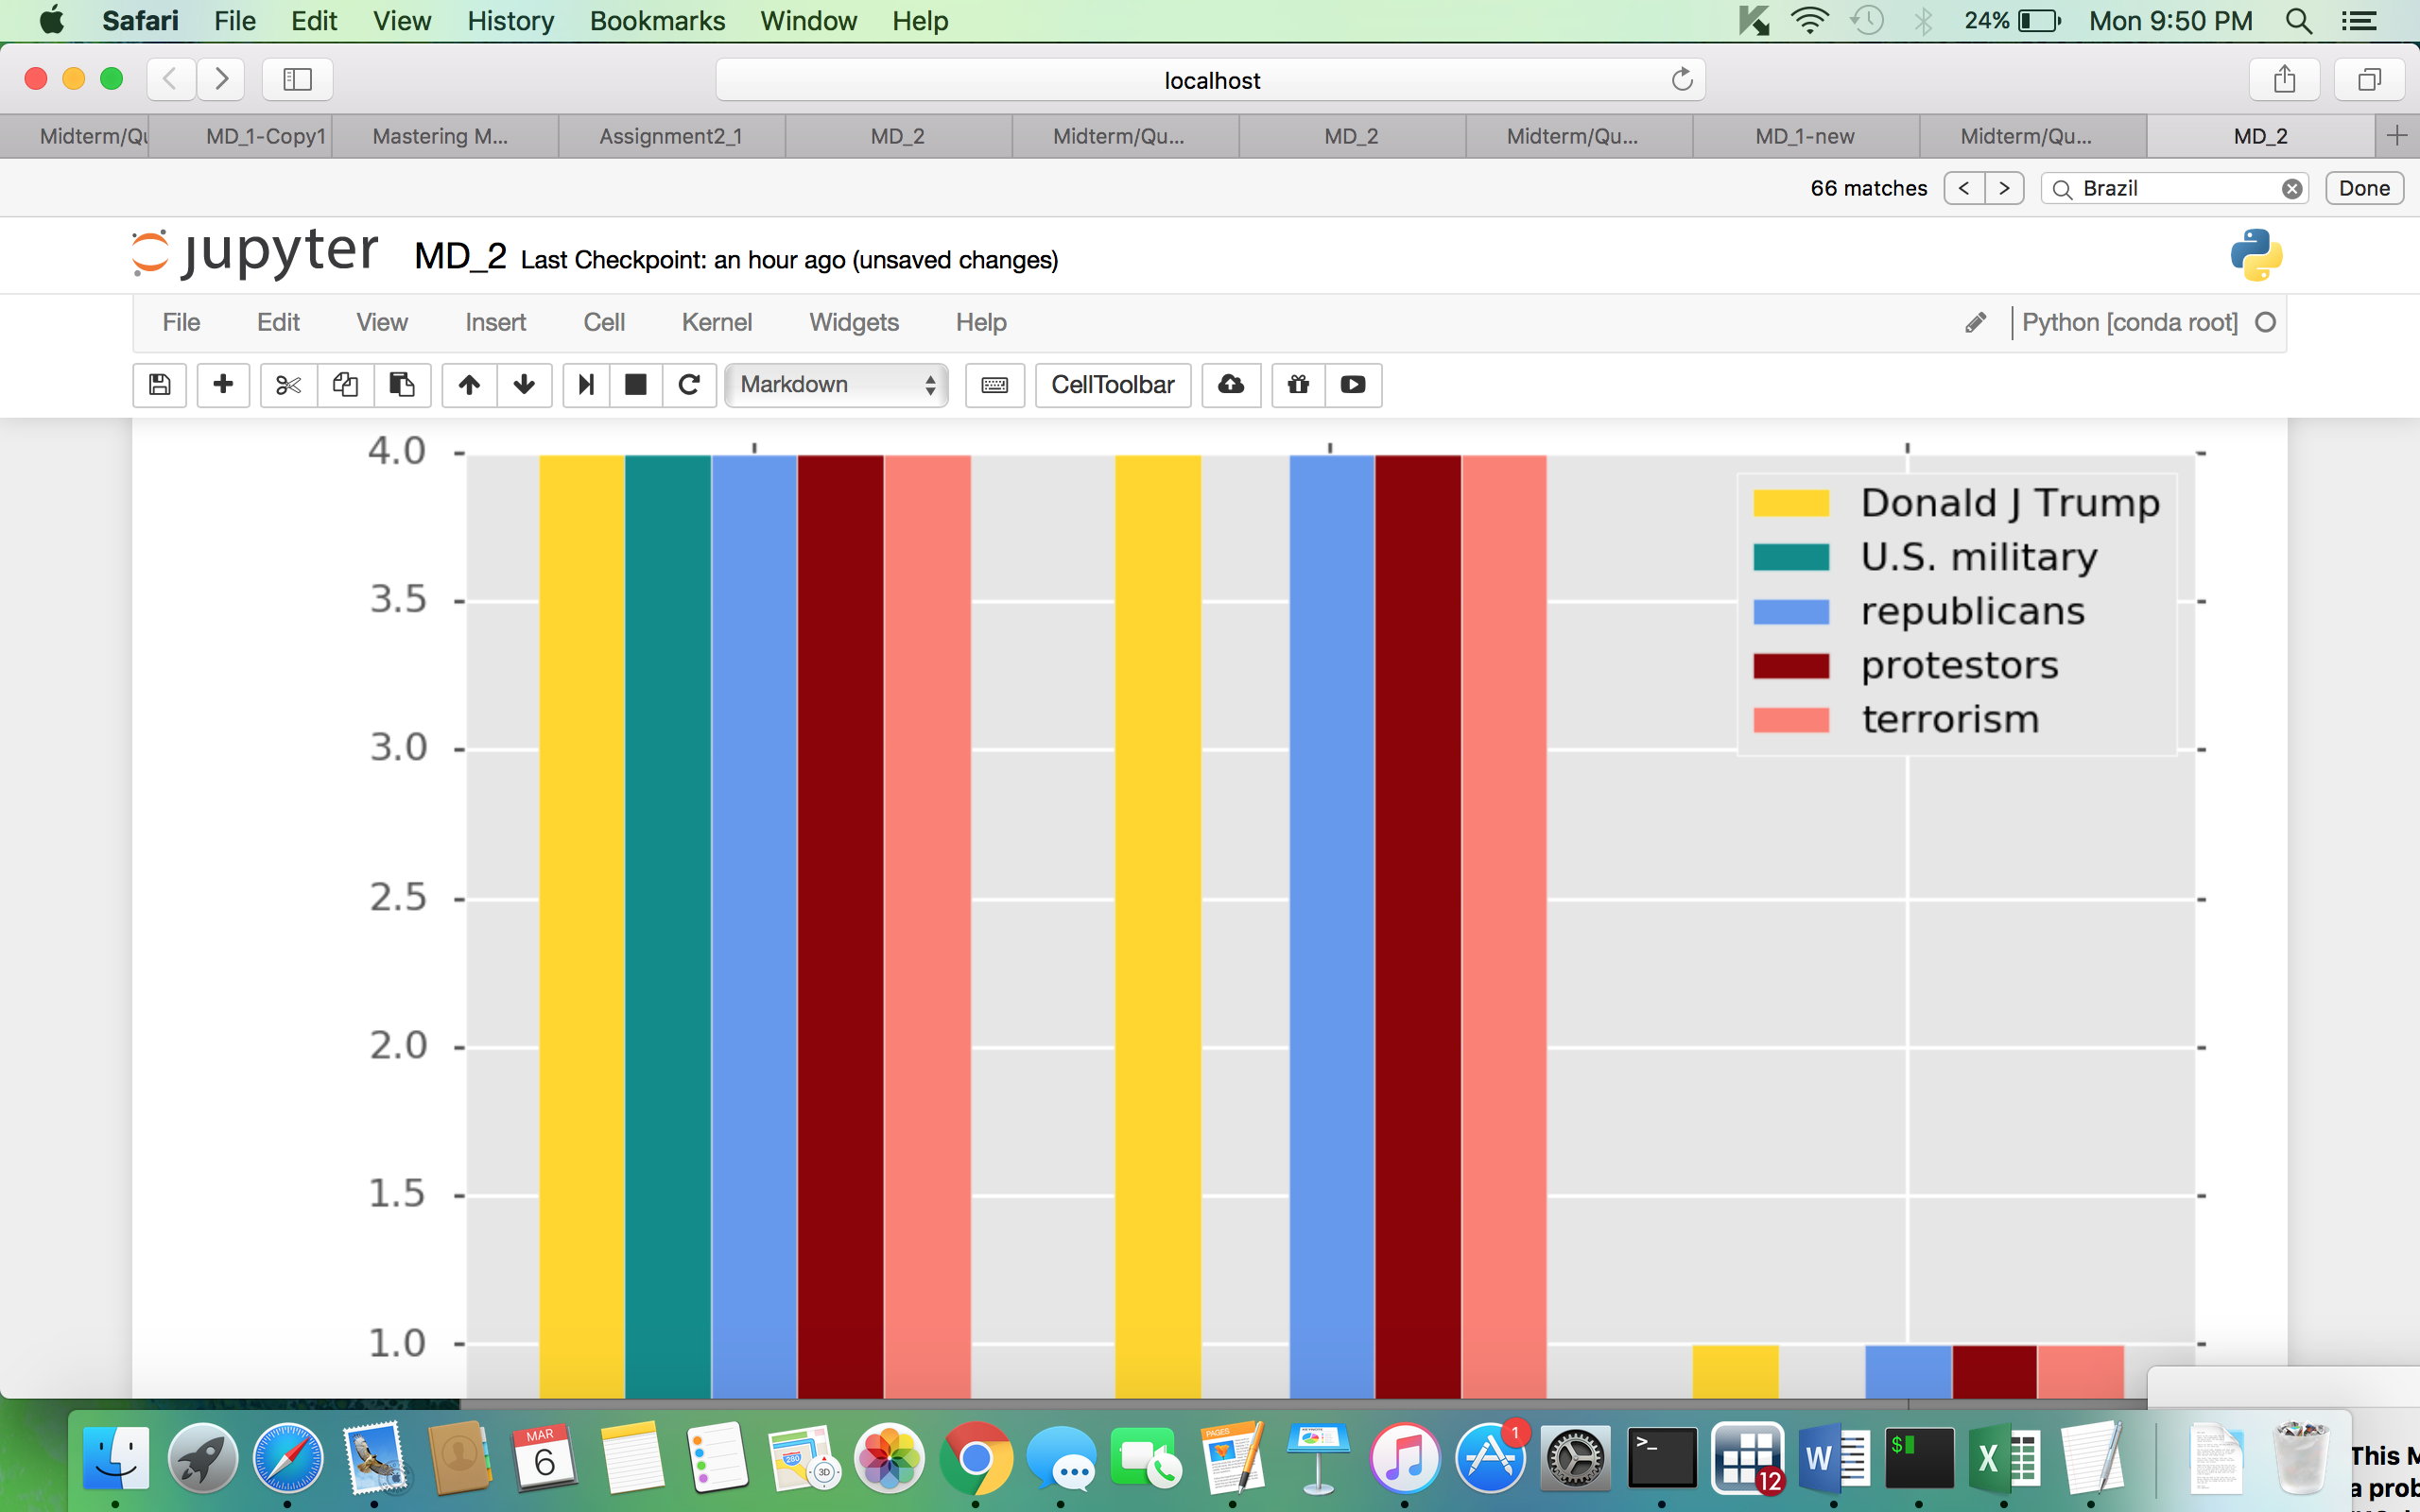 Safari File Edit View History Bookmarks Window Help 24% Mon 9:50 PM
localhost
Midterm/Qu MD_1-Copy1 Mastering M... Assignment2_1 MD_2 Midterm/Qu... MD_2 Midterm/Qu... MD_1-new Midterm/Qu... MD_2
66 matches Brazil Done
jupyter MD_2 Last Checkpoint: an hour ago (unsaved changes)
File Edit View Insert Cell Kernel Widgets Help Python [conda root]
Markdown CellToolbar
4.0
Donald J Trump
U.S. military
3.5
republicans
protestors
terrorism
3.0
2.5
2.0
1.5
1.0
MAR
6
PAGES
280
3D
1
>_
12
W
$
X
This M
a prob